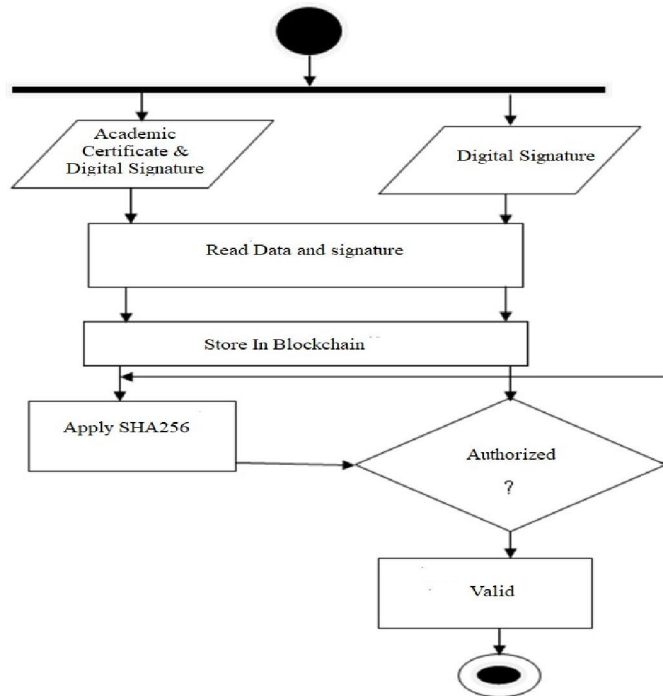 Academic
Certificate &
Digital Signature
Digital Signature
Read Data and signature
Store In Blockchain
Apply SHA256
Authorized
?
Valid